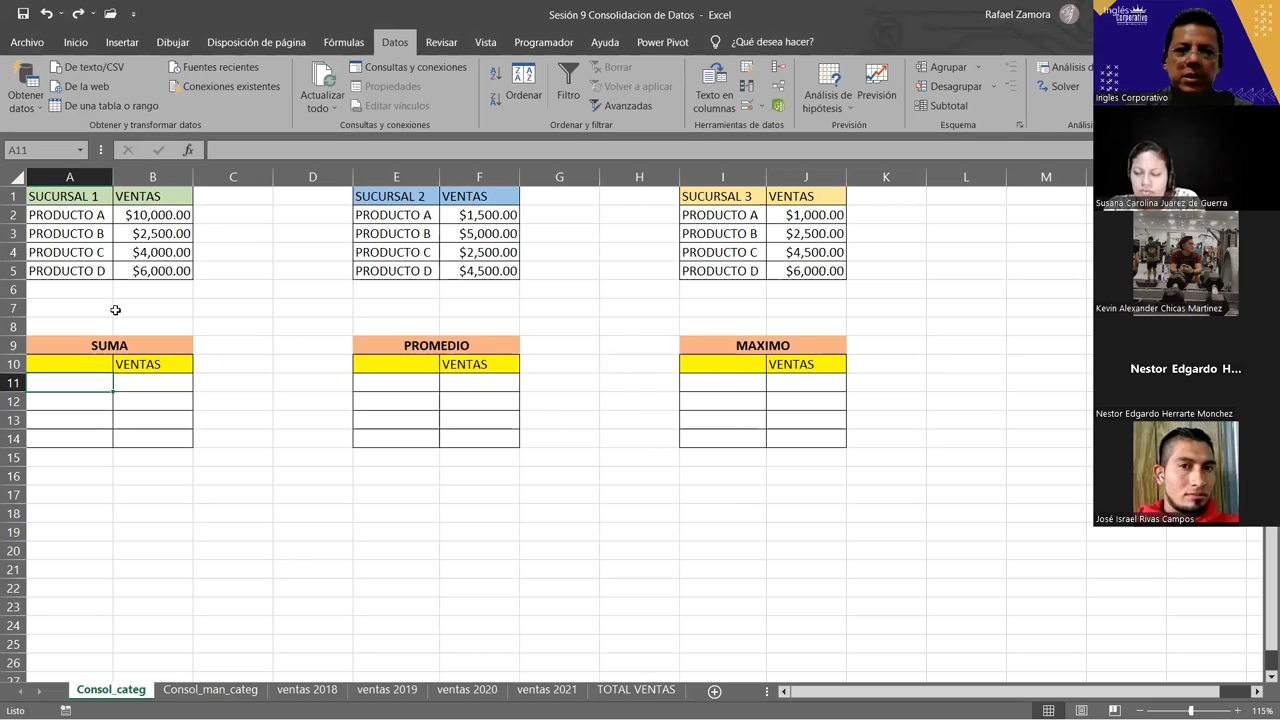 Sesión 9 Consolidacion de Datos - Excel
Rafael Zamora
Archivo Inicio Insertar Dibujar Disposición de página Fórmulas Datos Revisar Vista Programador Ayuda Power Pivot ¿Qué desea hacer?
Obtener datos
De texto/CSV
De la web
De una tabla o rango
Fuentes recientes
Conexiones existentes
Obtener y transformar datos
Actualizar todo
Consultas y conexiones
Propiedades
Editar vínculos
Consultas y conexiones
Ordenar
Filtro
Borrar
Volver a aplicar
Avanzadas
Ordenar y filtrar
Texto en columnas
Herramientas de datos
Análisis de hipótesis
Previsión
Previsión
Agrupar
Desagrupar
Subtotal
Esquema
Análisis d
Solver
Anális
A11
fx
A B C D E F G H I J K L M
1 SUCURSAL 1 VENTAS SUCURSAL 2 VENTAS SUCURSAL 3 VENTAS
2 PRODUCTO A $10,000.00 PRODUCTO A $1,500.00 PRODUCTO A $1,000.00
3 PRODUCTO B $2,500.00 PRODUCTO B $5,000.00 PRODUCTO B $2,500.00
4 PRODUCTO C $4,000.00 PRODUCTO C $2,500.00 PRODUCTO C $4,500.00
5 PRODUCTO D $6,000.00 PRODUCTO D $4,500.00 PRODUCTO D $6,000.00
6
7
8
9 SUMA PROMEDIO MAXIMO
10 VENTAS VENTAS VENTAS
11
12
13
14
15
16
17
18
19
20
21
22
23
24
25
26
27
Consol_categ Consol_man_categ ventas 2018 ventas 2019 ventas 2020 ventas 2021 TOTAL VENTAS
Listo
115%
Inglés
Corporativo
Ingles Corporativo
Susana Carolina Juarez de Guerra
Kevin Alexander Chicas Martinez
Nestor Edgardo H...
Nestor Edgardo Herrarte Monchez
José Israel Rivas Campos